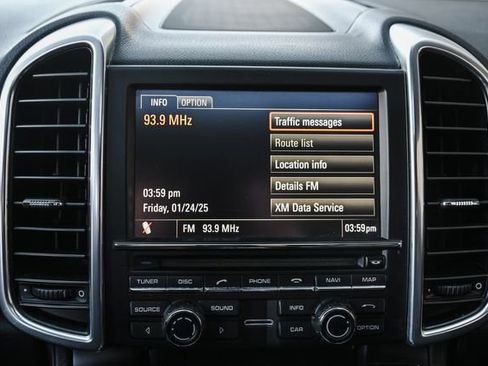 INFO OPTION
93.9 MHz
Traffic messages
Route list
Location info
Details FM
XM Data Service
03:59 pm
Friday, 01/24/25
FM 93.9 MHz 03:59pm
TUNER DISC PHONE NAVI MAP
SOURCE SOUND INFO
CAR OPTION